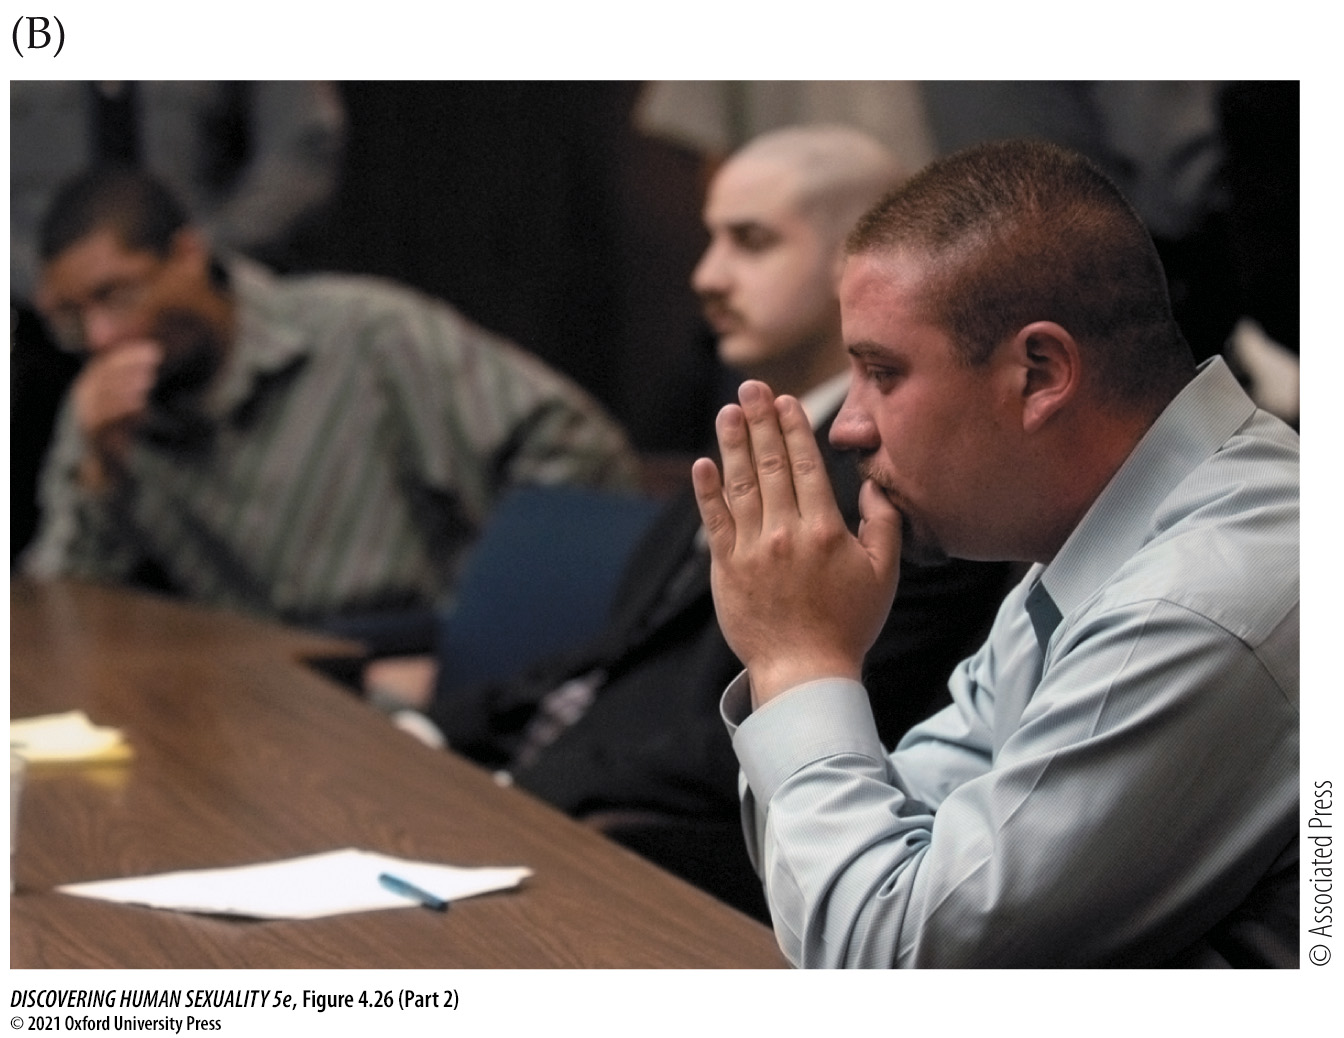 (B)
© Associated Press
DISCOVERING HUMAN SEXUALITY 5e, Figure 4.26 (Part 2)
© 2021 Oxford University Press